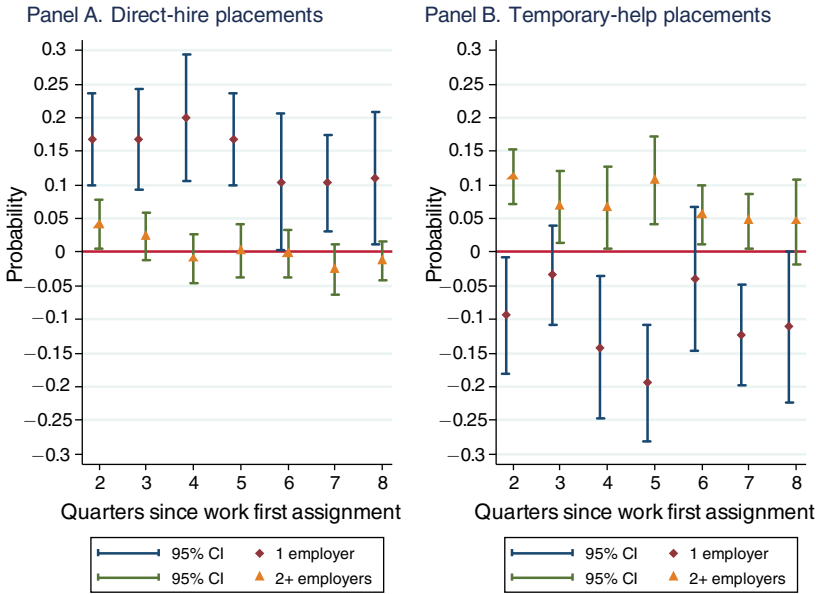 Panel A. Direct-hire placements
Probability
0.3
0.25
0.2
0.15
0.1
0.05
0
−0.05
−0.1
−0.15
−0.2
−0.25
−0.3
2 3 4 5 6 7 8
Quarters since work first assignment
95% CI 1 employer
95% CI 2+ employers
Panel B. Temporary-help placements
Probability
0.3
0.25
0.2
0.15
0.1
0.05
0
−0.05
−0.1
−0.15
−0.2
−0.25
−0.3
2 3 4 5 6 7 8
Quarters since work first assignment
95% CI 1 employer
95% CI 2+ employers